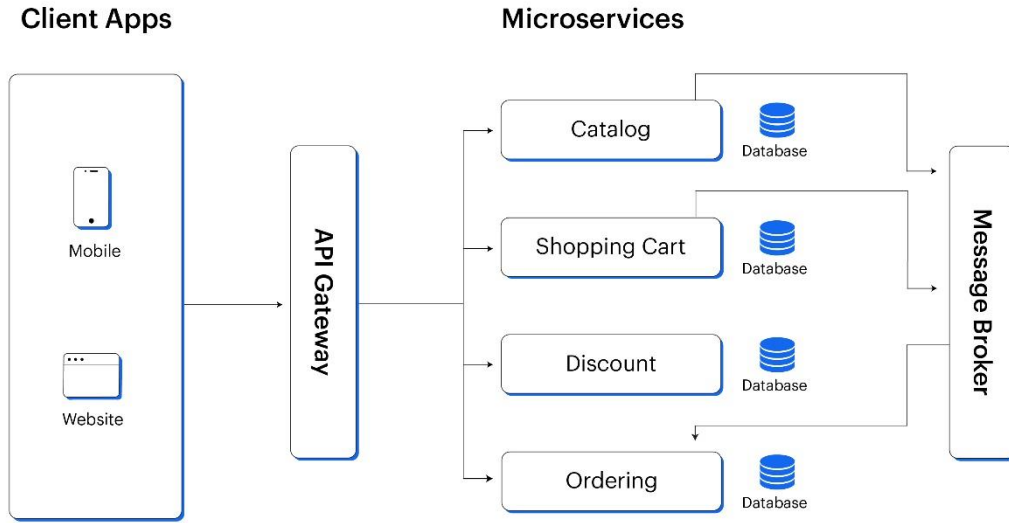 Client Apps
Microservices
Mobile
Website
API Gateway
Catalog
Database
Shopping Cart
Database
Discount
Database
Ordering
Database
Message Broker